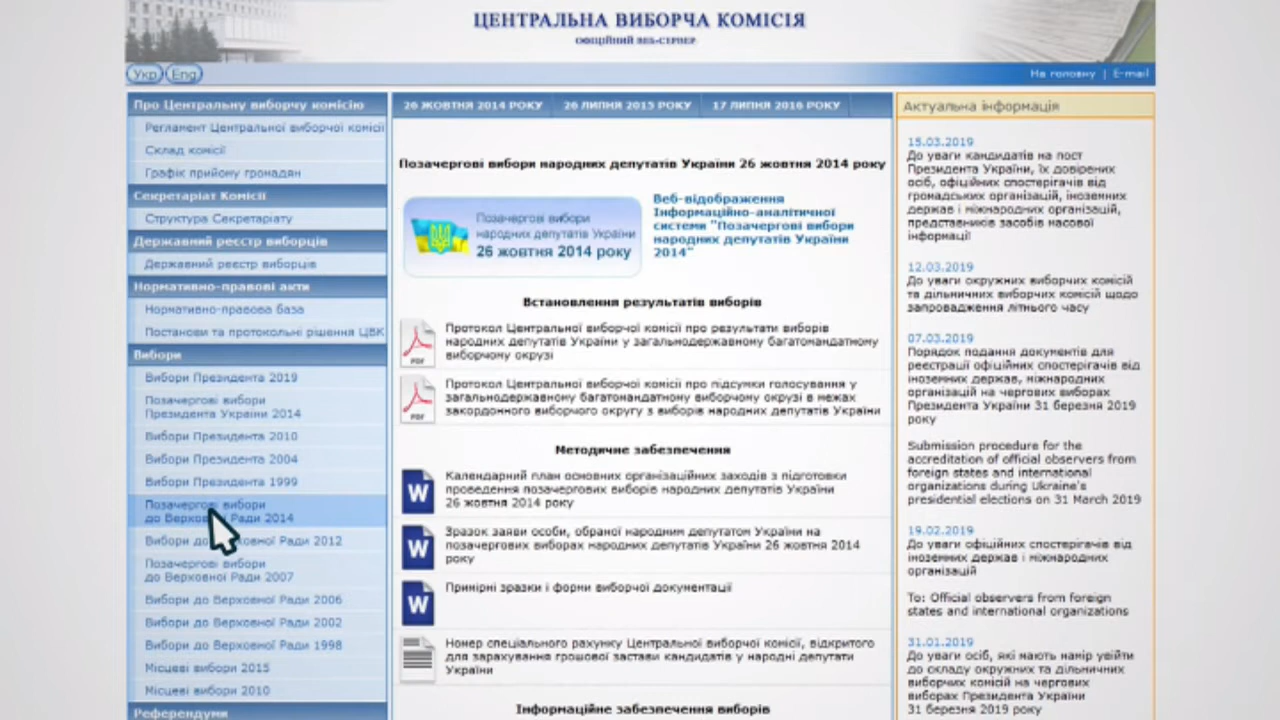 ЦЕНТРАЛЬНА ВИБОРЧА КОМІСІЯ
ОФІЦІЙНИЙ ВЕБ-СЕРВЕР
Укр Eng
На головну | E-mail
Про Центральну виборчу комісію
Регламент Центральної виборчої комісії
Склад комісії
Графік прийому громадян
Секретаріат Комісії
Структура Секретаріату
Державний реєстр виборців
Державний реєстр виборців
Нормативно-правові акти
Нормативно-правова база
Постанови та протокольні рішення ЦВК
Вибори
Вибори Президента 2019
Позачергові вибори
Президента України 2014
Вибори Президента 2010
Вибори Президента 2004
Вибори Президента 1999
Позачергові вибори
до Верховної Ради 2014
Вибори до Верховної Ради 2012
Позачергові вибори
до Верховної Ради 2007
Вибори до Верховної Ради 2006
Вибори до Верховної Ради 2002
Вибори до Верховної Ради 1998
Місцеві вибори 2015
Місцеві вибори 2010
Референдуми
26 ЖОВТНЯ 2014 РОКУ
26 ЛИПНЯ 2015 РОКУ
17 ЛИПНЯ 2016 РОКУ
Позачергові вибори народних депутатів України 26 жовтня 2014 року
Позачергові вибори
народних депутатів України
26 жовтня 2014 року
Веб-відображення
Інформаційно-аналітичної
системи "Позачергові вибори
народних депутатів України
2014"
Встановлення результатів виборів
PDF
Протокол Центральної виборчої комісії про результати виборів
народних депутатів України у загальнодержавному багатомандатному
виборчому окрузі
PDF
Протокол Центральної виборчої комісії про підсумки голосування у
загальнодержавному багатомандатному виборчому окрузі в межах
закордонного виборчого округу з виборів народних депутатів України
Методичне забезпечення
W
Календарний план основних організаційних заходів з підготовки
проведення позачергових виборів народних депутатів України
26 жовтня 2014 року
W
Зразок заяви особи, обраної народним депутатом України на
позачергових виборах народних депутатів України 26 жовтня 2014
року
W
Примірні зразки і форми виборчої документації
Номер спеціального рахунку Центральної виборчої комісії, відкритого
для зарахування грошової застави кандидатів у народні депутати
України
Інформаційне забезпечення виборів
Актуальна інформація
15.03.2019
До уваги кандидатів на пост
Президента України, їх довірених
осіб, офіційних спостерігачів від
громадських організацій, іноземних
держав і міжнародних організацій,
представників засобів масової
інформації!
12.03.2019
До уваги окружних виборчих комісій
та дільничних виборчих комісій щодо
запровадження літнього часу
07.03.2019
Порядок подання документів для
реєстрації офіційних спостерігачів від
іноземних держав, міжнародних
організацій на чергових виборах
Президента України 31 березня 2019
року
Submission procedure for the
accreditation of official observers from
foreign states and international
organizations during Ukraine's
presidential elections on 31 March 2019
19.02.2019
До уваги офіційних спостерігачів від
іноземних держав і міжнародних
організацій
To: Official observers from foreign
states and international organizations
31.01.2019
До уваги осіб, які мають намір увійти
до складу окружних та дільничних
виборчих комісій на чергових
виборах Президента України
31 березня 2019 року